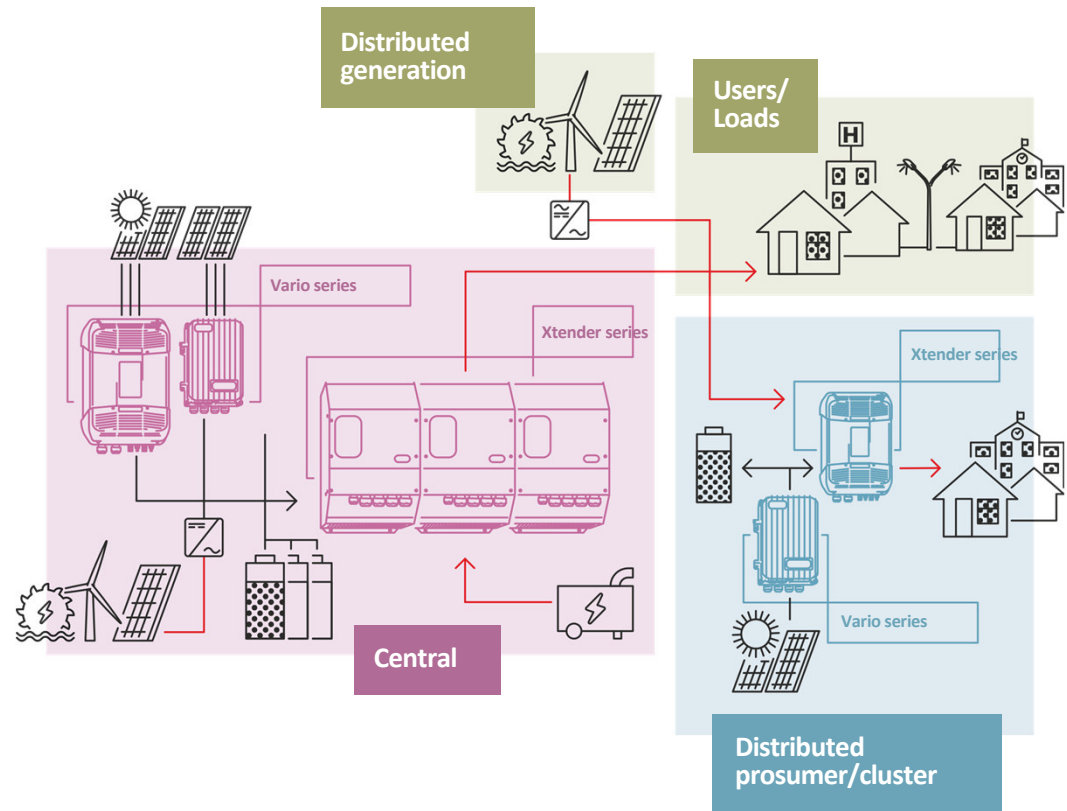 Distributed
generation
Users/
Loads
H
Vario series
Xtender series
Xtender series
Vario series
Central
Distributed
prosumer/cluster